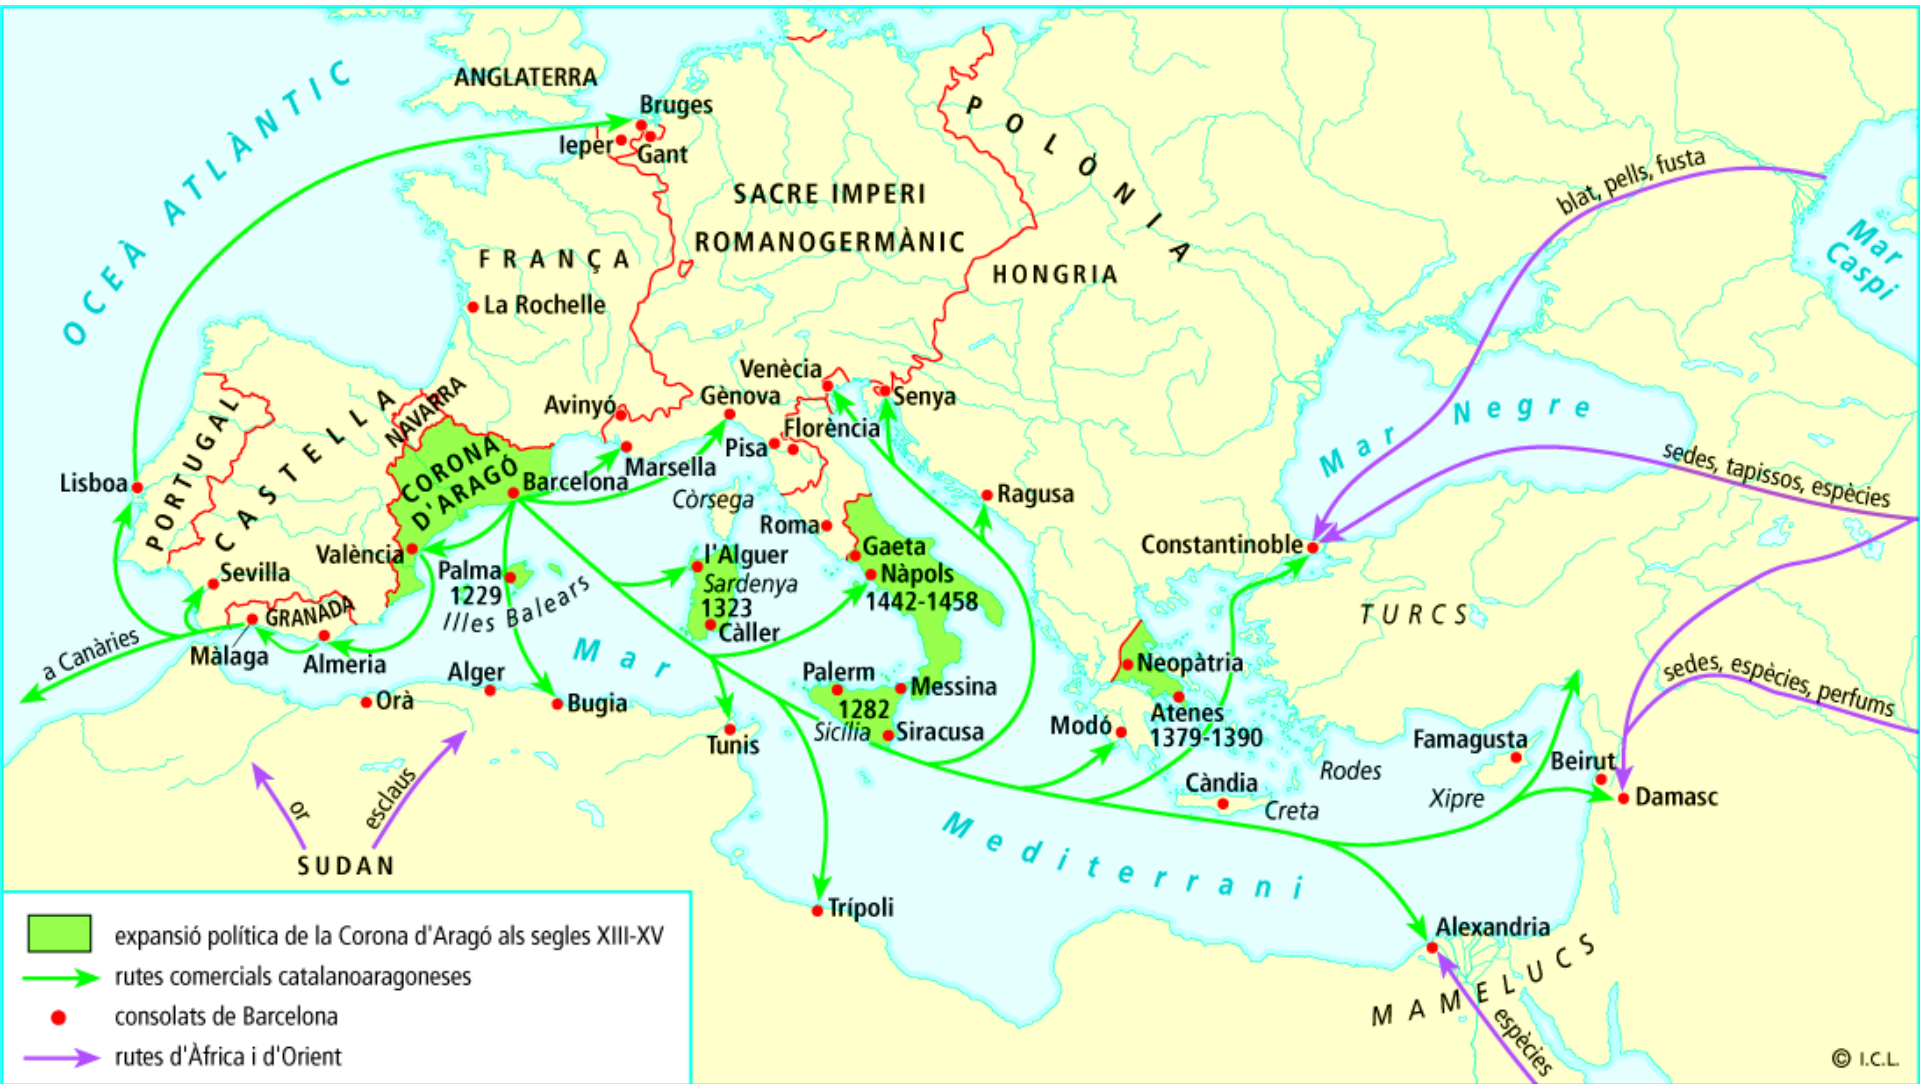 ANGLATERRA
OCEÀ ATLÀNTIC
Bruges
Ieper
Gant
POLÒNIA
SACRE IMPERI
ROMANOGERMÀNIC
FRANÇA
HONGRIA
La Rochelle
blat, pells, fusta
Mar
Caspi
Venècia
Senya
Gènova
Avinyó
NAVARRA
Florència
Pisa
Marsella
Mar Negre
PORTUGAL
CASTELLA
CORONA
D'ARAGÓ
Barcelona
Lisboa
Còrsega
Ragusa
Roma
sedes, tapissos, espècies
València
Palma
1229
Illes Balears
l'Alguer
Sardenya
1323
Càller
Gaeta
Nàpols
1442-1458
Constantinoble
TURCS
Sevilla
GRANADA
Màlaga
Almeria
a Canàries
Alger
Orà
Bugia
Mar
Tunis
Palerm
1282
Messina
Sicília
Siracusa
Neopàtria
Atenes
1379-1390
Modó
sedes, espècies, perfums
Famagusta
Beirut
Rodes
Xipre
Damasc
Càndia
Creta
Mediterrani
or
esclaus
SUDAN
Trípoli
Alexandria
MAMELUCS
espècies
expansió política de la Corona d'Aragó als segles XIII-XV
rutes comercials catalanoaragoneses
consolats de Barcelona
rutes d'Àfrica i d'Orient
© I.C.L.